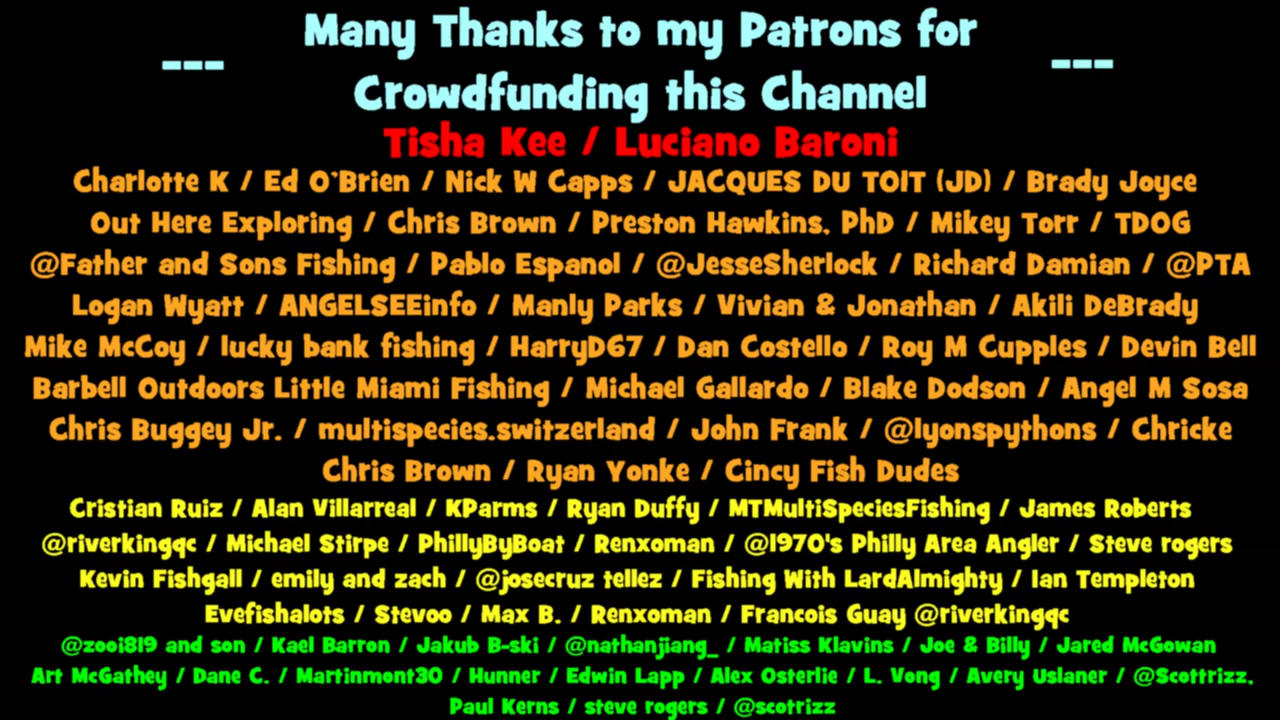 Many Thanks to my Patrons for
--- Crowdfunding this Channel ---
Tisha Kee / Luciano Baroni
Charlotte K / Ed O'Brien / Nick W Capps / JACQUES DU TOIT (JD) / Brady Joyce
Out Here Exploring / Chris Brown / Preston Hawkins, PhD / Mikey Torr / TDOG
@Father and Sons Fishing / Pablo Espanol / @JesseSherlock / Richard Damian / @PTA
Logan Wyatt / ANGELSEEinfo / Manly Parks / Vivian & Jonathan / Akili DeBrady
Mike McCoy / lucky bank fishing / HarryD67 / Dan Costello / Roy M Cupples / Devin Bell
Barbell Outdoors Little Miami Fishing / Michael Gallardo / Blake Dodson / Angel M Sosa
Chris Buggey Jr. / multispecies.switzerland / John Frank / @lyonspythons / Chricke
Chris Brown / Ryan Yonke / Cincy Fish Dudes
Cristian Ruiz / Alan Villarreal / KParms / Ryan Duffy / MTMultiSpeciesFishing / James Roberts
@riverkingqc / Michael Stirpe / PhillyByBoat / Renxoman / @1970's Philly Area Angler / Steve rogers
Kevin Fishgall / emily and zach / @josecruz tellez / Fishing With LardAlmighty / Ian Templeton
Evefishalots / Stevoo / Max B. / Renxoman / Francois Guay @riverkingqc
@zooi819 and son / Kael Barron / Jakub B-ski / @nathanjiang_ / Matiss Klavins / Joe & Billy / Jared McGowan
Art McGathey / Dane C. / Martinmont30 / Hunner / Edwin Lapp / Alex Osterlie / L. Vong / Avery Uslaner / @Scottrizz.
Paul Kerns / steve rogers / @scotrizz